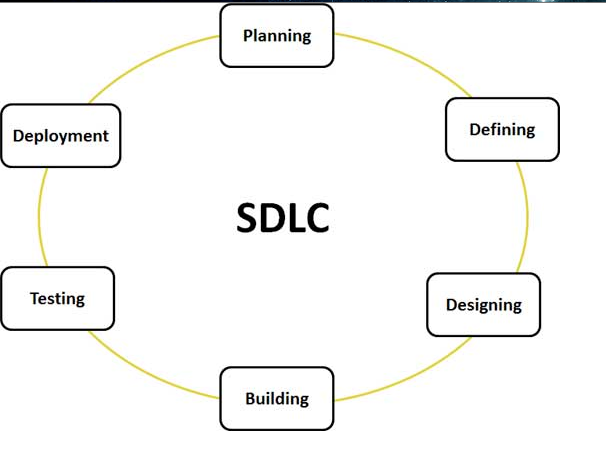 Planning
Defining
Designing
Building
Testing
Deployment
SDLC